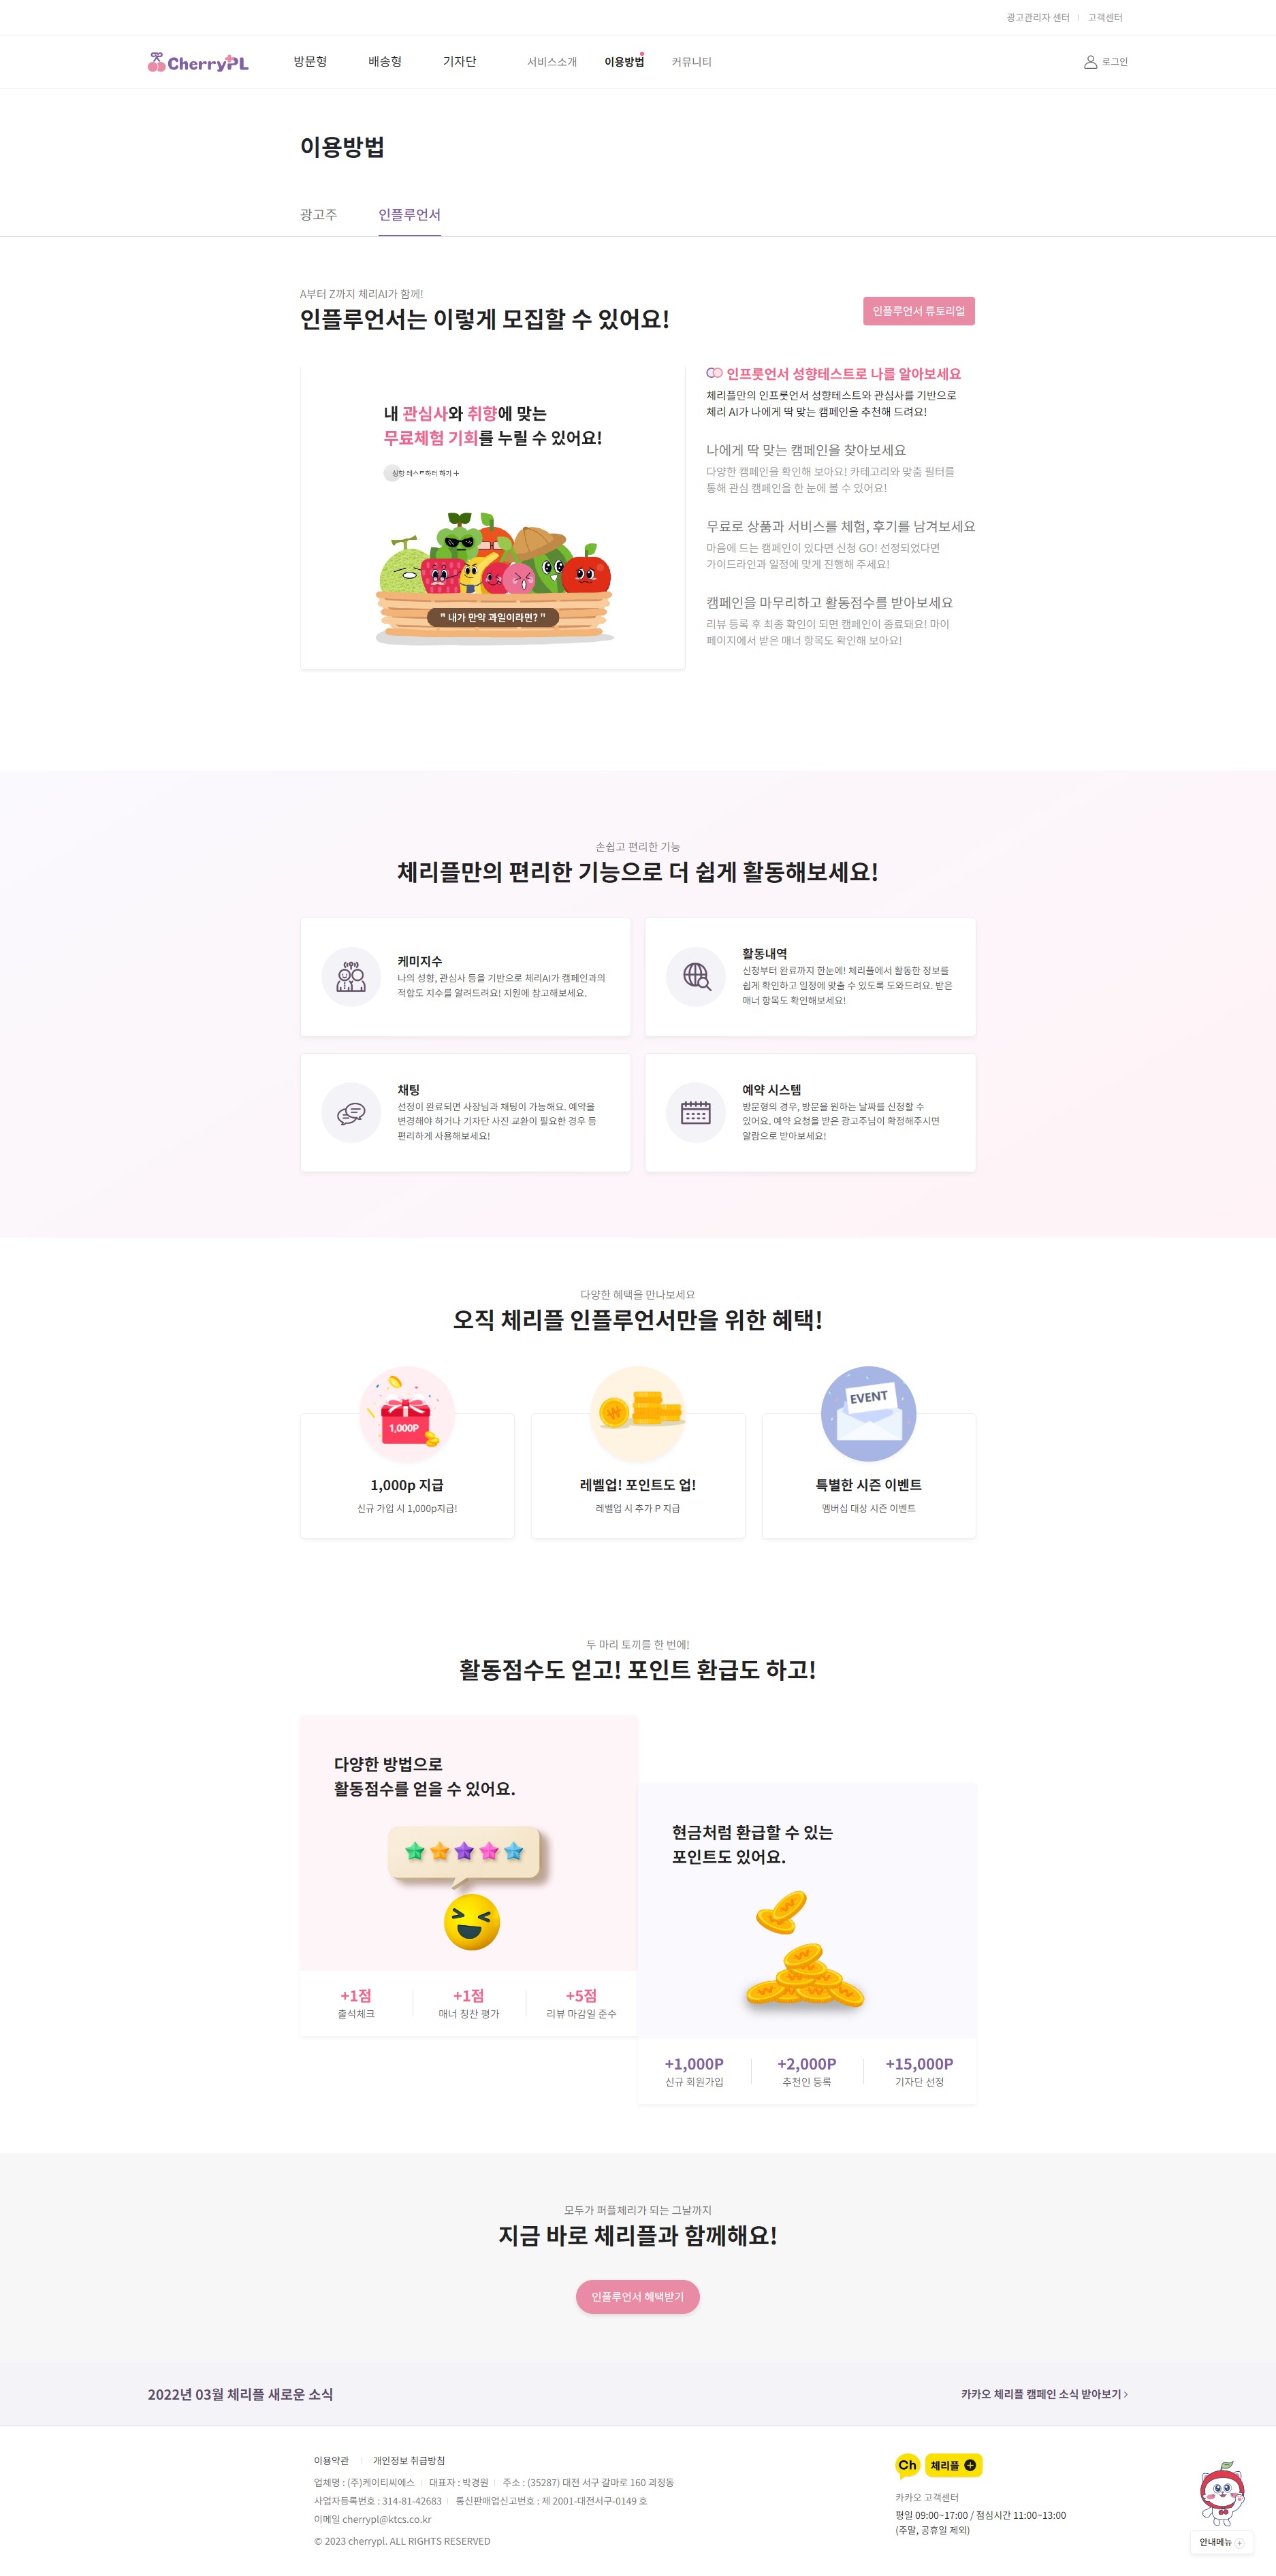 광고관리자 센터
고객센터
CherryPL
방문형
배송형
기자단
서비스소개
이용방법
커뮤니티
로그인
이용방법
광고주
인플루언서
A부터 Z까지 체리AI가 함께!
인플루언서는 이렇게 모집할 수 있어요!
인플루언서 튜토리얼
내 관심사와 취향에 맞는
무료체험 기회를 누릴 수 있어요!
" 내가 만약 과일이라면? "
인프룻언서 성향테스트로 나를 알아보세요
체리플만의 인프룻언서 성향테스트와 관심사를 기반으로
체리 AI가 나에게 딱 맞는 캠페인을 추천해 드려요!
나에게 딱 맞는 캠페인을 찾아보세요
다양한 캠페인을 확인해 보아요! 카테고리와 맞춤 필터를
통해 관심 캠페인을 한 눈에 볼 수 있어요!
무료로 상품과 서비스를 체험, 후기를 남겨보세요
마음에 드는 캠페인이 있다면 신청 GO! 선정되었다면
가이드라인과 일정에 맞게 진행해 주세요!
캠페인을 마무리하고 활동점수를 받아보세요
리뷰 등록 후 최종 확인이 되면 캠페인이 종료돼요! 마이
페이지에서 받은 매너 항목도 확인해 보아요!
손쉽고 편리한 기능
체리플만의 편리한 기능으로 더 쉽게 활동해보세요!
케미지수
나의 성향, 관심사 등을 기반으로 체리AI가 캠페인과의
적합도 지수를 알려드려요! 지원에 참고해보세요.
활동내역
신청부터 완료까지 한눈에! 체리플에서 활동한 정보를
쉽게 확인하고 일정에 맞출 수 있도록 도와드려요. 받은
매너 항목도 확인해보세요!
채팅
선정이 완료되면 사장님과 채팅이 가능해요. 예약을
변경해야 하거나 기자단 사진 교환이 필요한 경우 등
편리하게 사용해보세요!
예약 시스템
방문형의 경우, 방문을 원하는 날짜를 신청할 수
있어요. 예약 요청을 받은 광고주님이 확정해주시면
알람으로 받아보세요!
다양한 혜택을 만나보세요
오직 체리플 인플루언서만을 위한 혜택!
1,000P
EVENT
1,000p 지급
신규 가입 시 1,000p지급!
레벨업! 포인트도 업!
레벨업 시 추가 P 지급
특별한 시즌 이벤트
멤버십 대상 시즌 이벤트
두 마리 토끼를 한 번에!
활동점수도 얻고! 포인트 환급도 하고!
다양한 방법으로
활동점수를 얻을 수 있어요.
+1점
출석체크
+1점
매너 칭찬 평가
+5점
리뷰 마감일 준수
현금처럼 환급할 수 있는
포인트도 있어요.
+1,000P
신규 회원가입
+2,000P
추천인 등록
+15,000P
기자단 선정
모두가 퍼플체리가 되는 그날까지
지금 바로 체리플과 함께해요!
인플루언서 혜택받기
2022년 03월 체리플 새로운 소식
카카오 체리플 캠페인 소식 받아보기 >
이용약관
개인정보 취급방침
업체명 : (주)케이티씨에스
대표자 : 박경원
주소 : (35287) 대전 서구 갈마로 160 괴정동
사업자등록번호 : 314-81-42683
통신판매업신고번호 : 제 2001-대전서구-0149 호
이메일 cherrypl@ktcs.co.kr
© 2023 cherrypl. ALL RIGHTS RESERVED
Ch
체리플
카카오 고객센터
평일 09:00~17:00 / 점심시간 11:00~13:00
(주말, 공휴일 제외)
안내메뉴